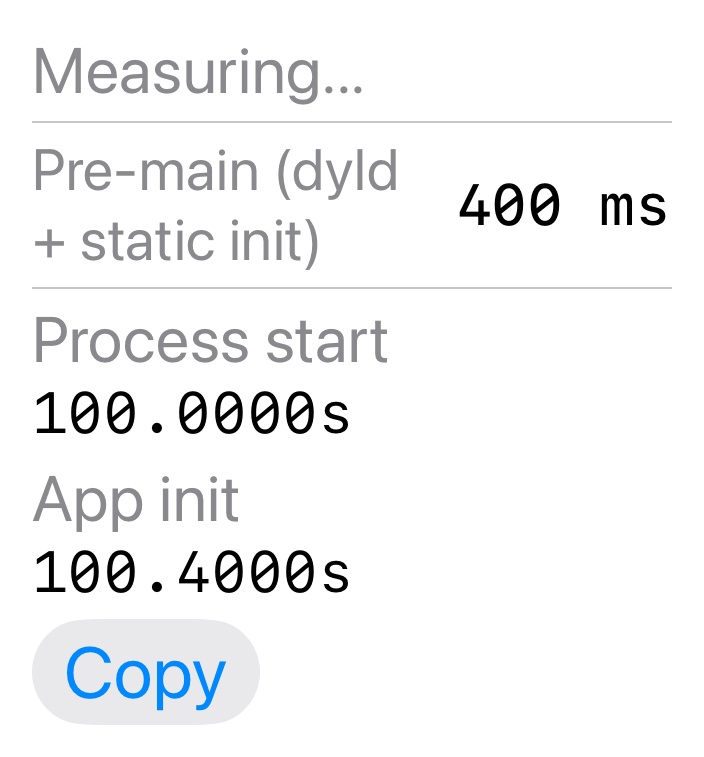 Measuring...
Pre-main (dyld
+ static init)
400 ms
Process start
100.0000s
App init
100.4000s
Copy